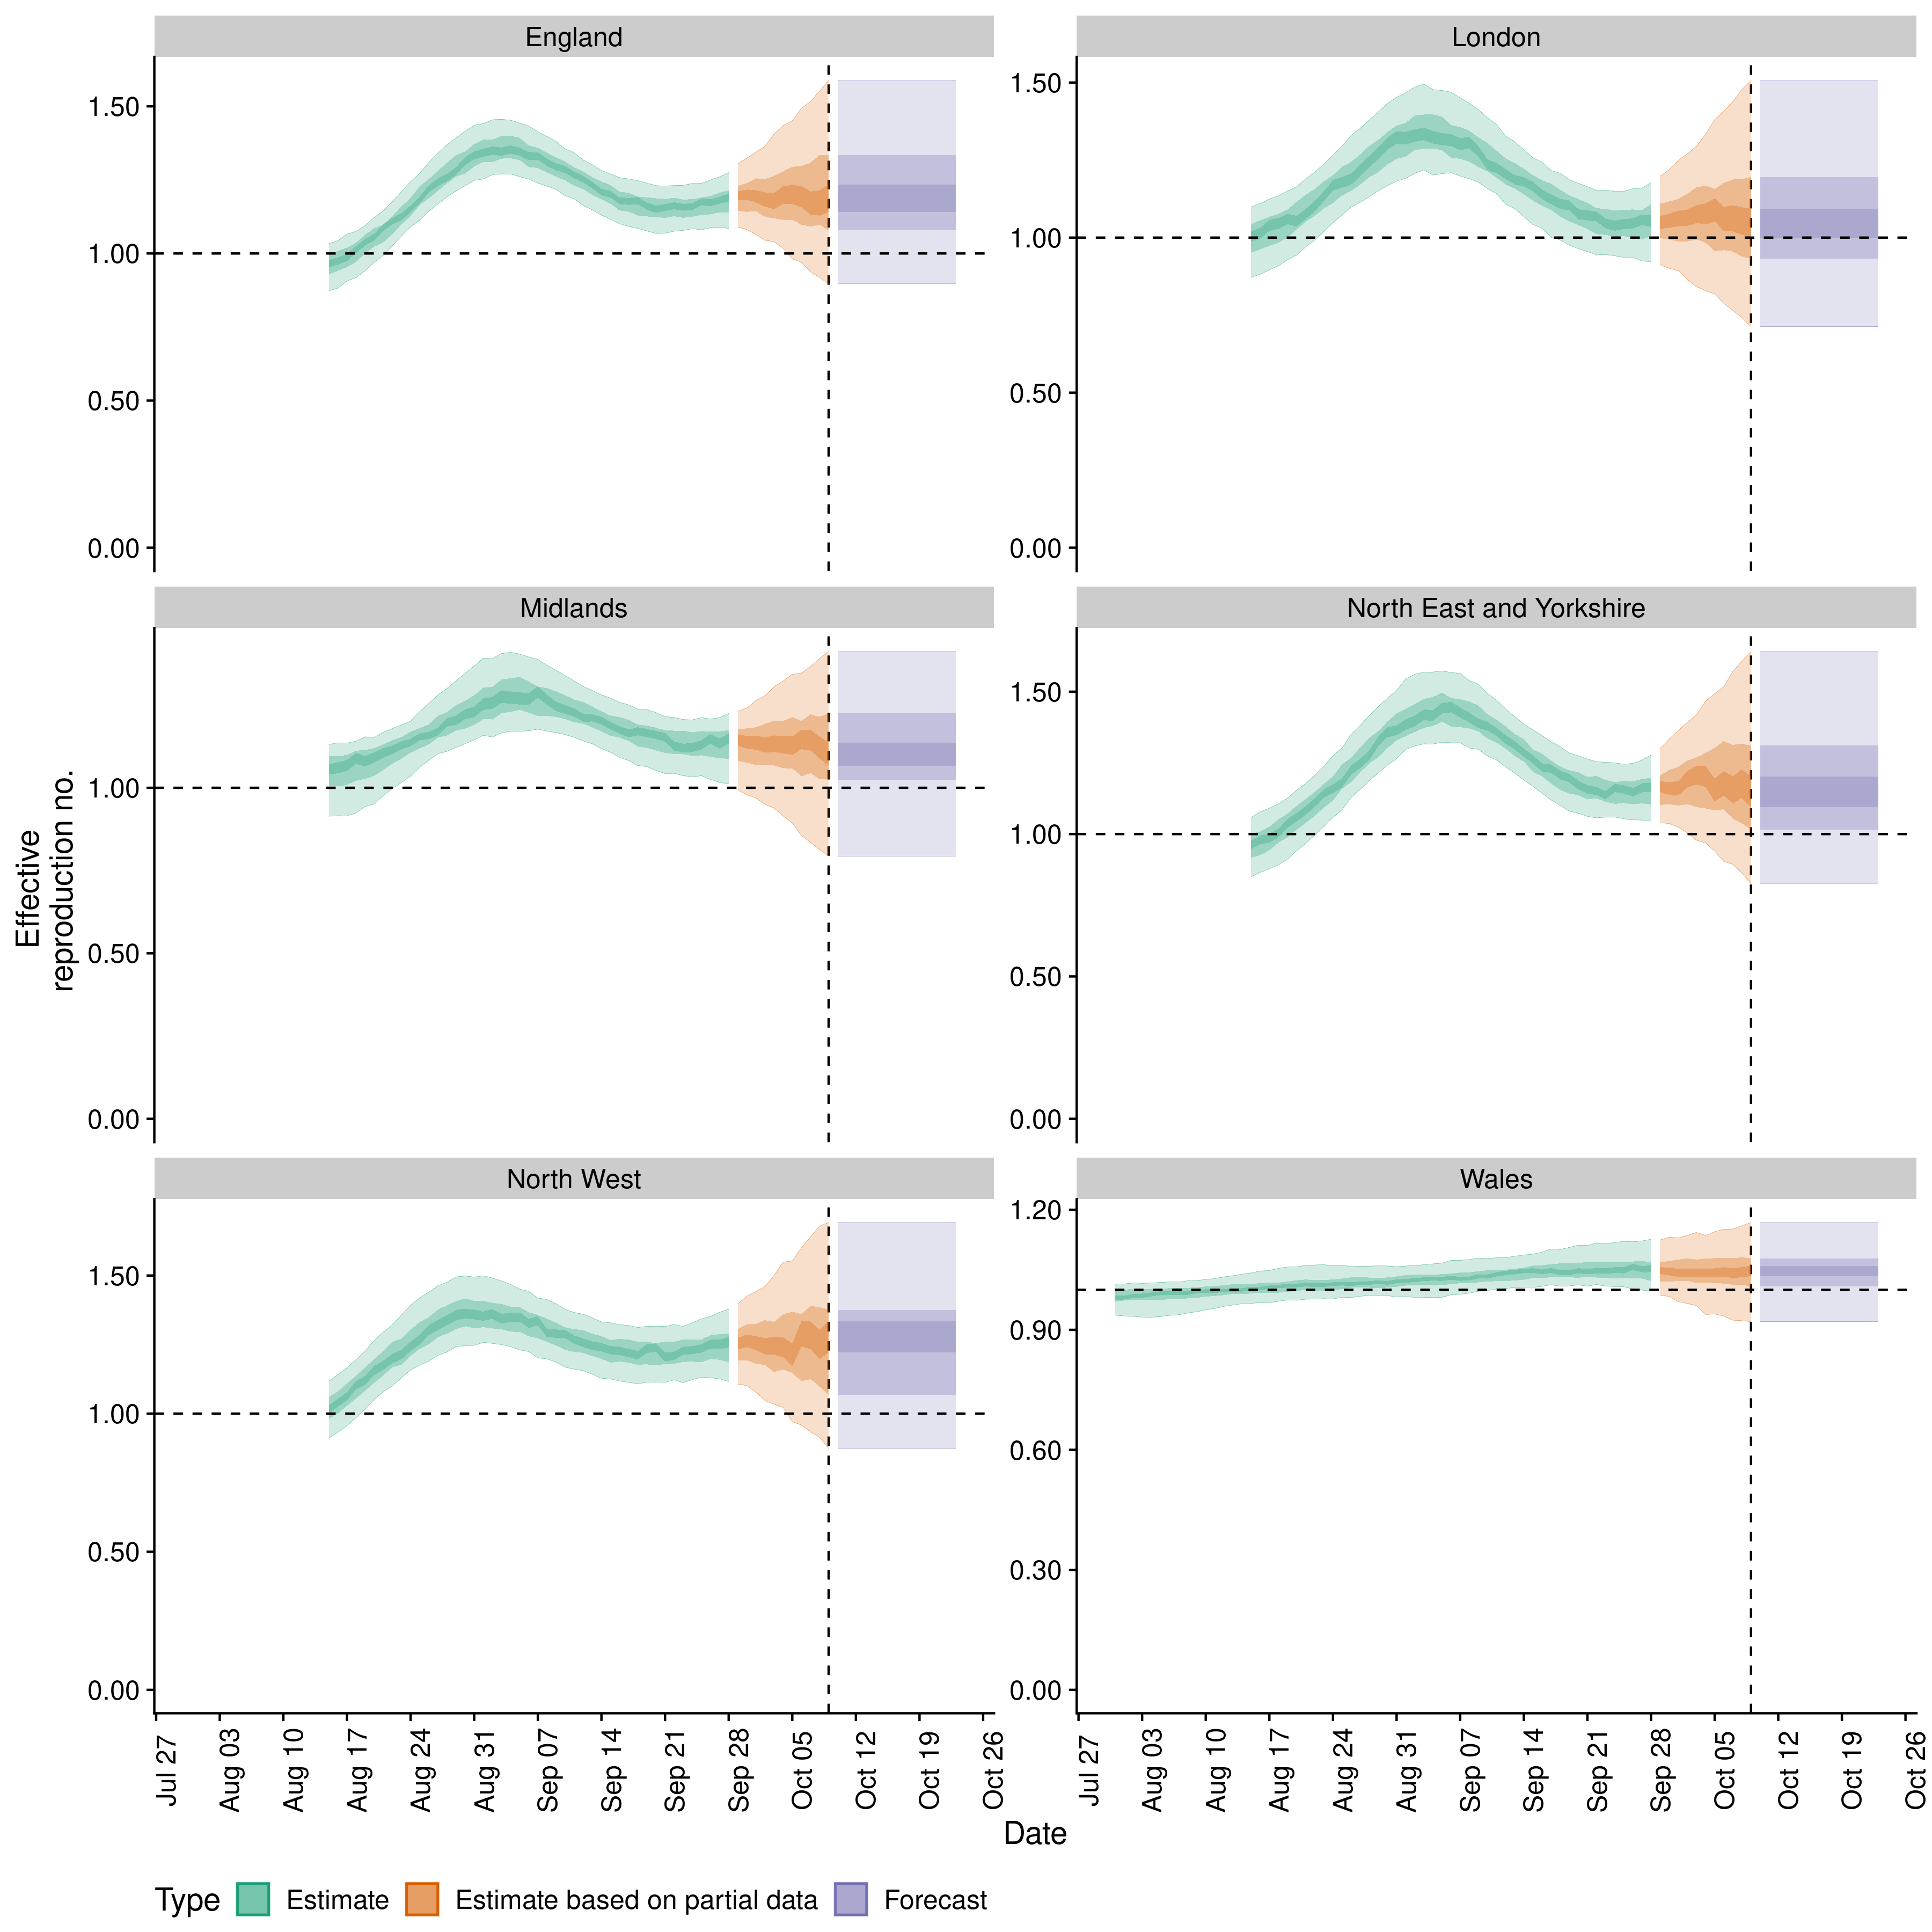 England
London
1.50
1.00
0.50
0.00
1.50
1.00
0.50
0.00
Midlands
North East and Yorkshire
1.00
0.50
0.00
1.50
1.00
0.50
0.00
North West
Wales
1.50
1.00
0.50
0.00
1.20
0.90
0.60
0.30
0.00
Effective
reproduction no.
Jul 27
Aug 03
Aug 10
Aug 17
Aug 24
Aug 31
Sep 07
Sep 14
Sep 21
Sep 28
Oct 05
Oct 12
Oct 19
Oct 26
Jul 27
Aug 03
Aug 10
Aug 17
Aug 24
Aug 31
Sep 07
Sep 14
Sep 21
Sep 28
Oct 05
Oct 12
Oct 19
Oct 26
Date
Type Estimate Estimate based on partial data Forecast